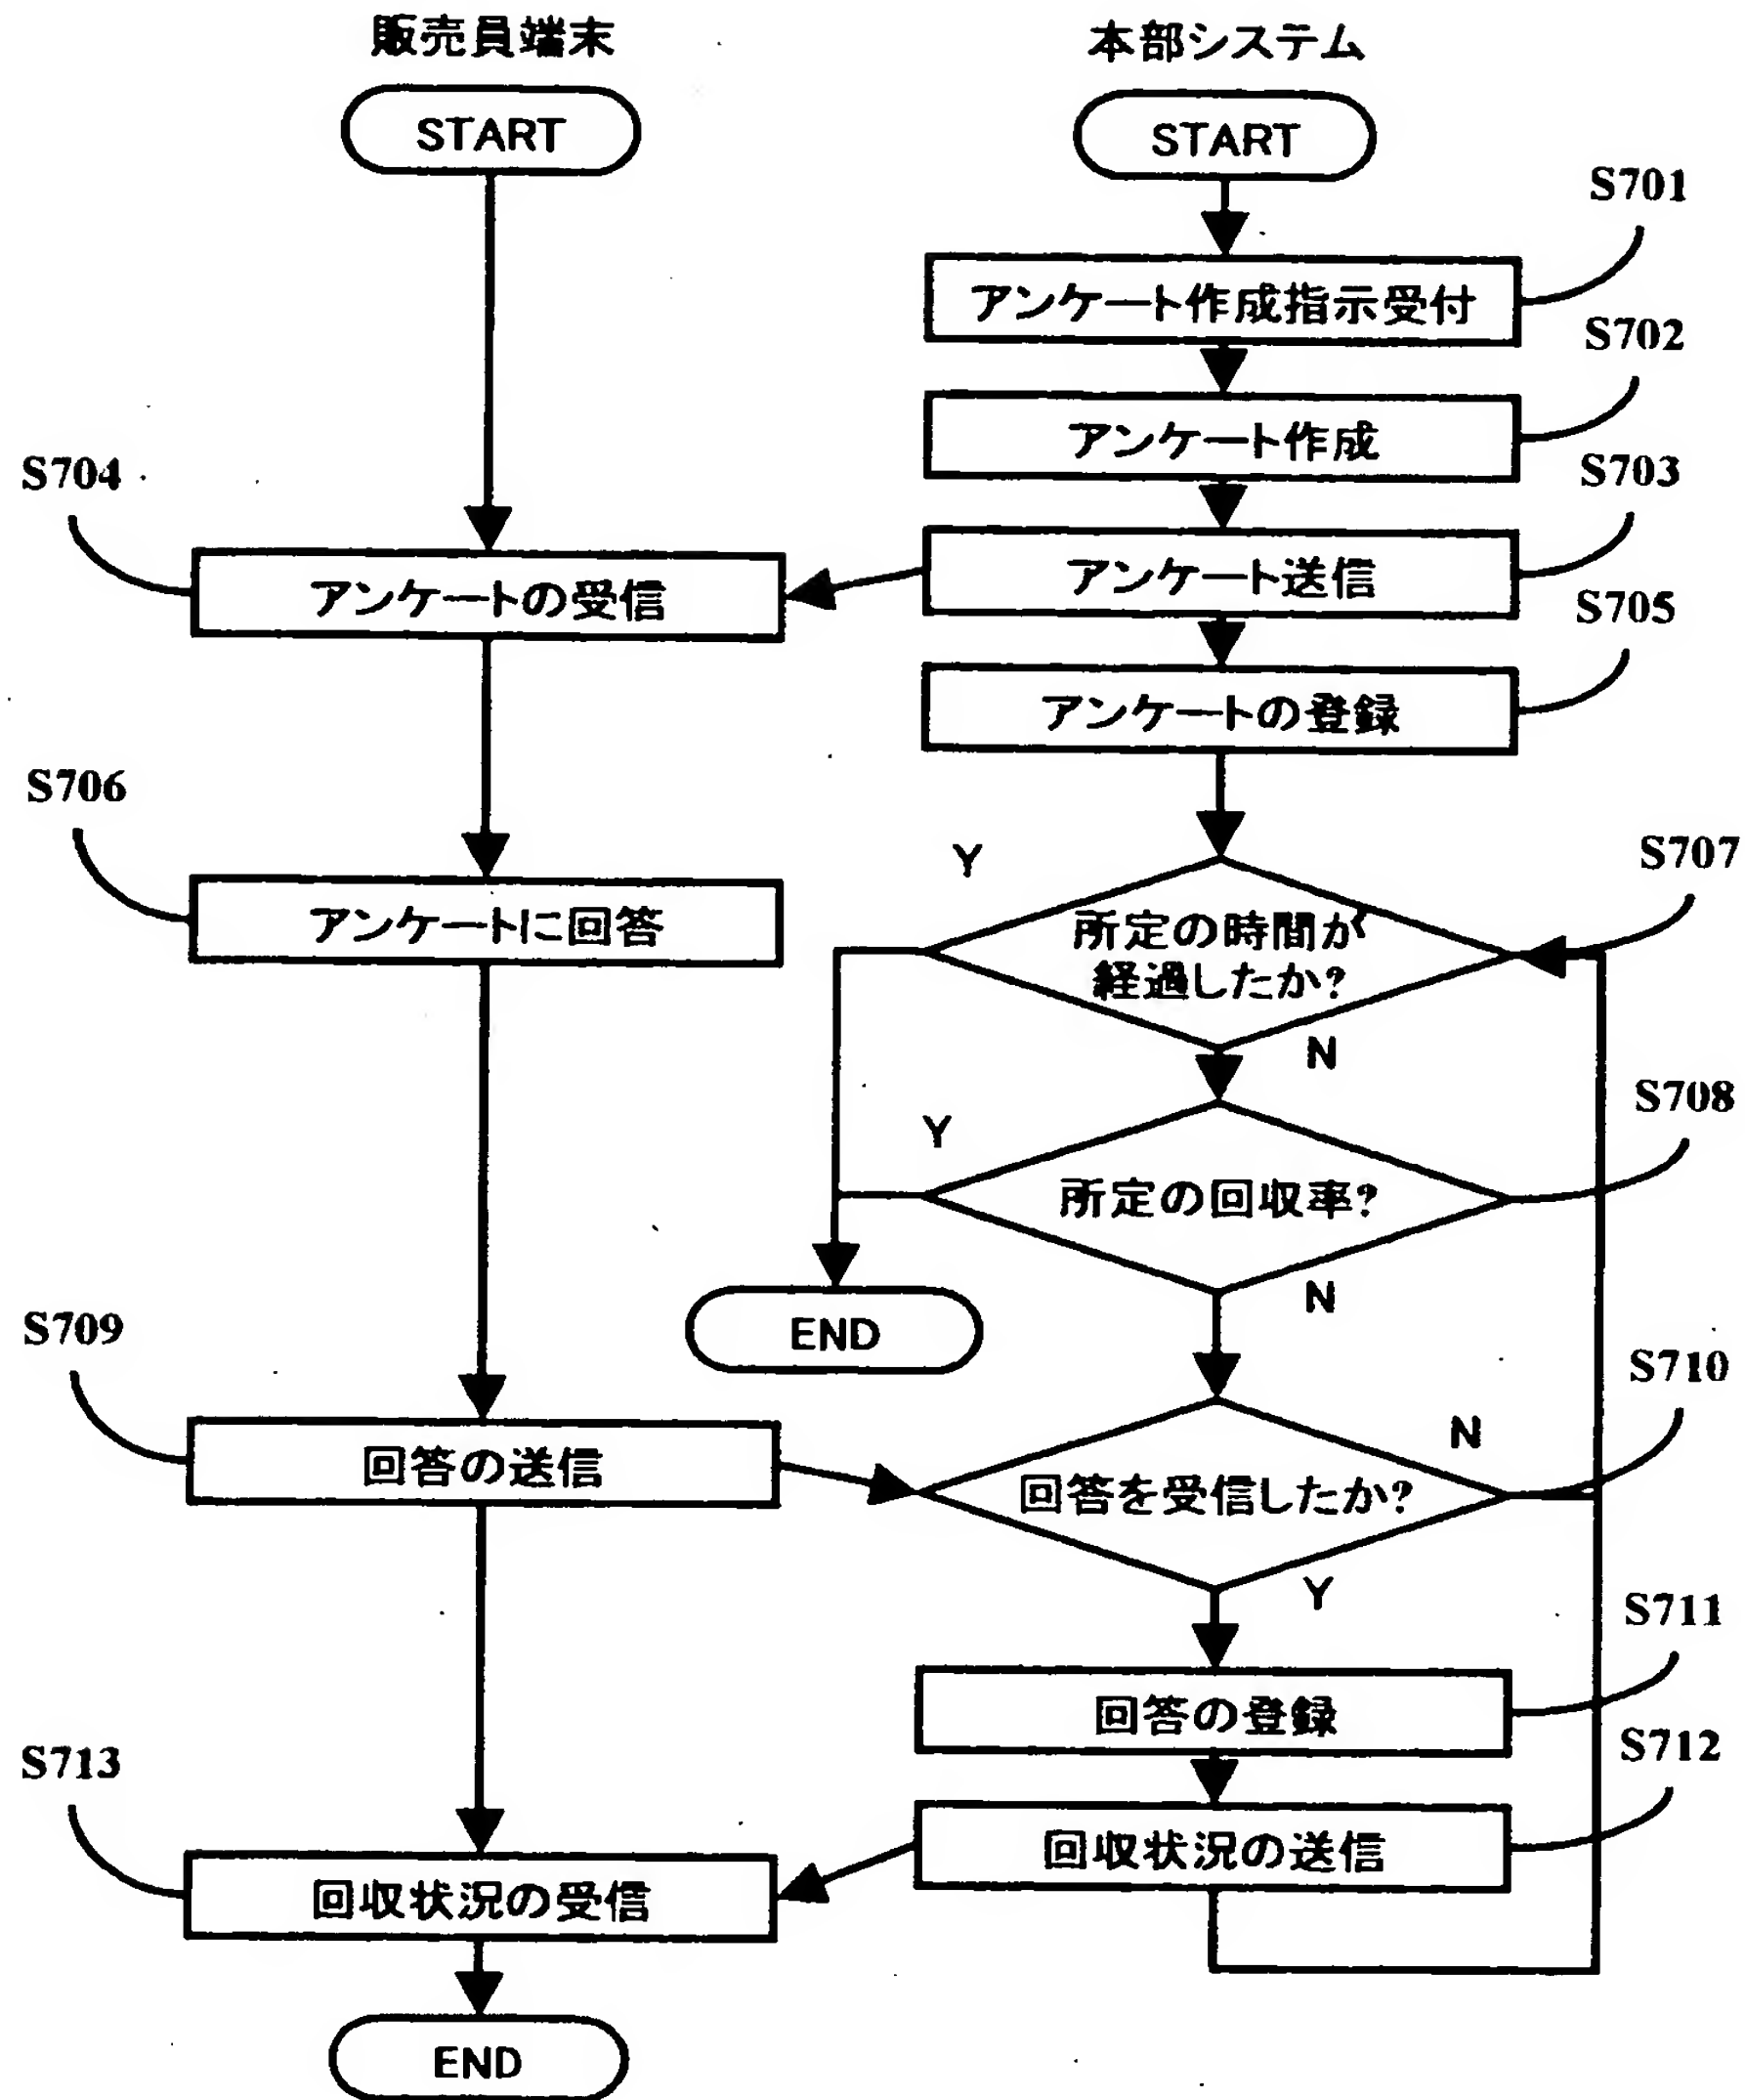 販売員端末
本部システム
START
START
S701
アンケート作成指示受付
S702
アンケート作成
S703
S704
アンケート送信
アンケートの受信
S705
アンケートの登録
S706
アンケートに回答
Y
S707
所定の時間が
経過したか?
N
S708
Y
所定の回収率?
N
END
S709
S710
回答の送信
N
回答を受信したか?
Y
S711
回答の登録
S712
S713
回収状況の送信
回収状況の受信
END